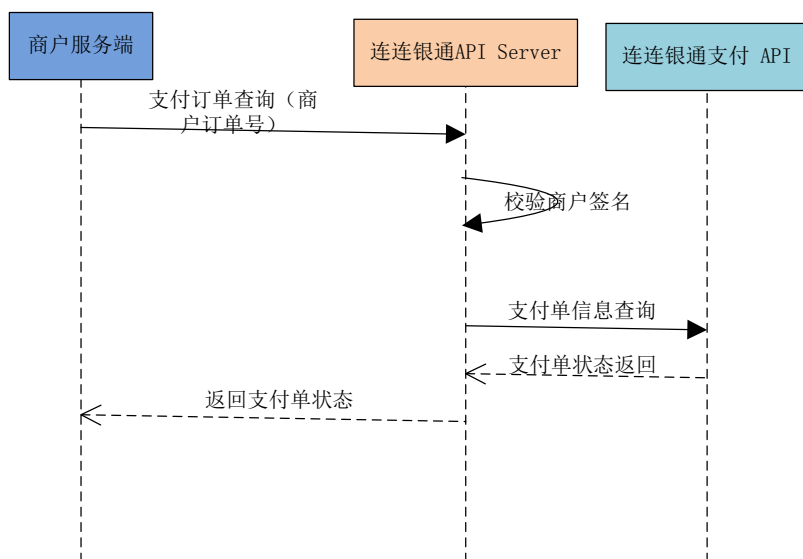 商户服务端
连连银通API Server
连连银通支付 API
支付订单查询（商
户订单号）
校验商户签名
支付单信息查询
支付单状态返回
返回支付单状态